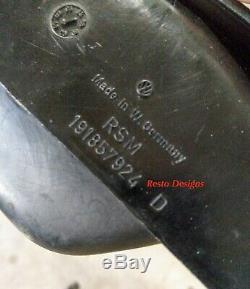 Made in W. Germany
RSM
191857924 D
Resto Designs